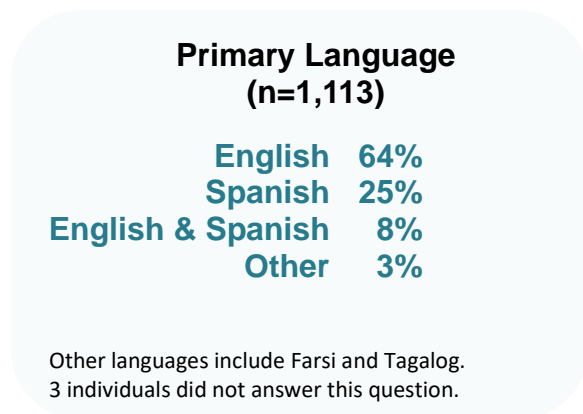 Primary Language
(n=1,113)
English 64%
Spanish 25%
English & Spanish 8%
Other 3%
Other languages include Farsi and Tagalog.
3 individuals did not answer this question.